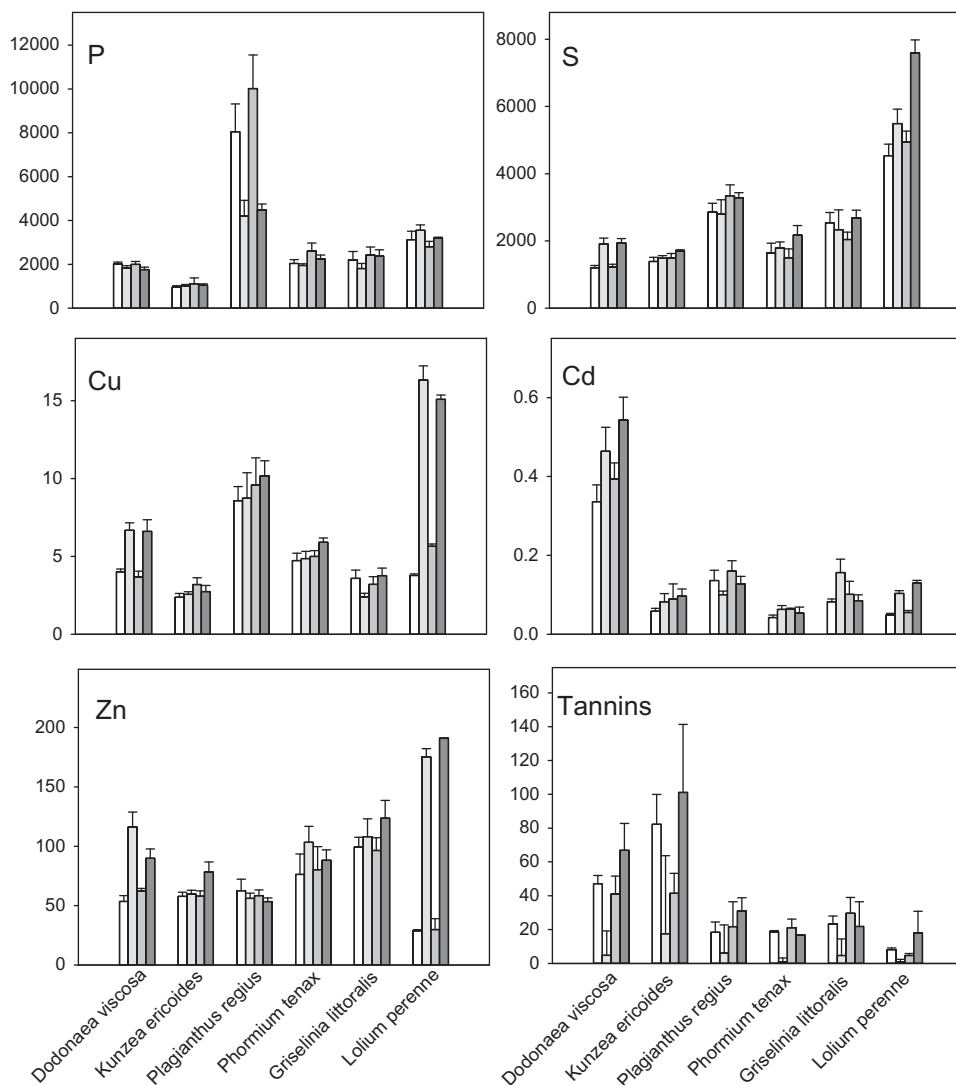 P
12000
10000
8000
6000
4000
2000
0
S
8000
6000
4000
2000
0
Cu
15
10
5
0
Cd
0.6
0.4
0.2
0.0
Zn
200
150
100
50
0
Tannins
160
140
120
100
80
60
40
20
0
Dodonaea viscosa
Kunzea ericoides
Plagianthus regius
Phormium tenax
Griselinia littoralis
Lolium perenne
Dodonaea viscosa
Kunzea ericoides
Plagianthus regius
Phormium tenax
Griselinia littoralis
Lolium perenne